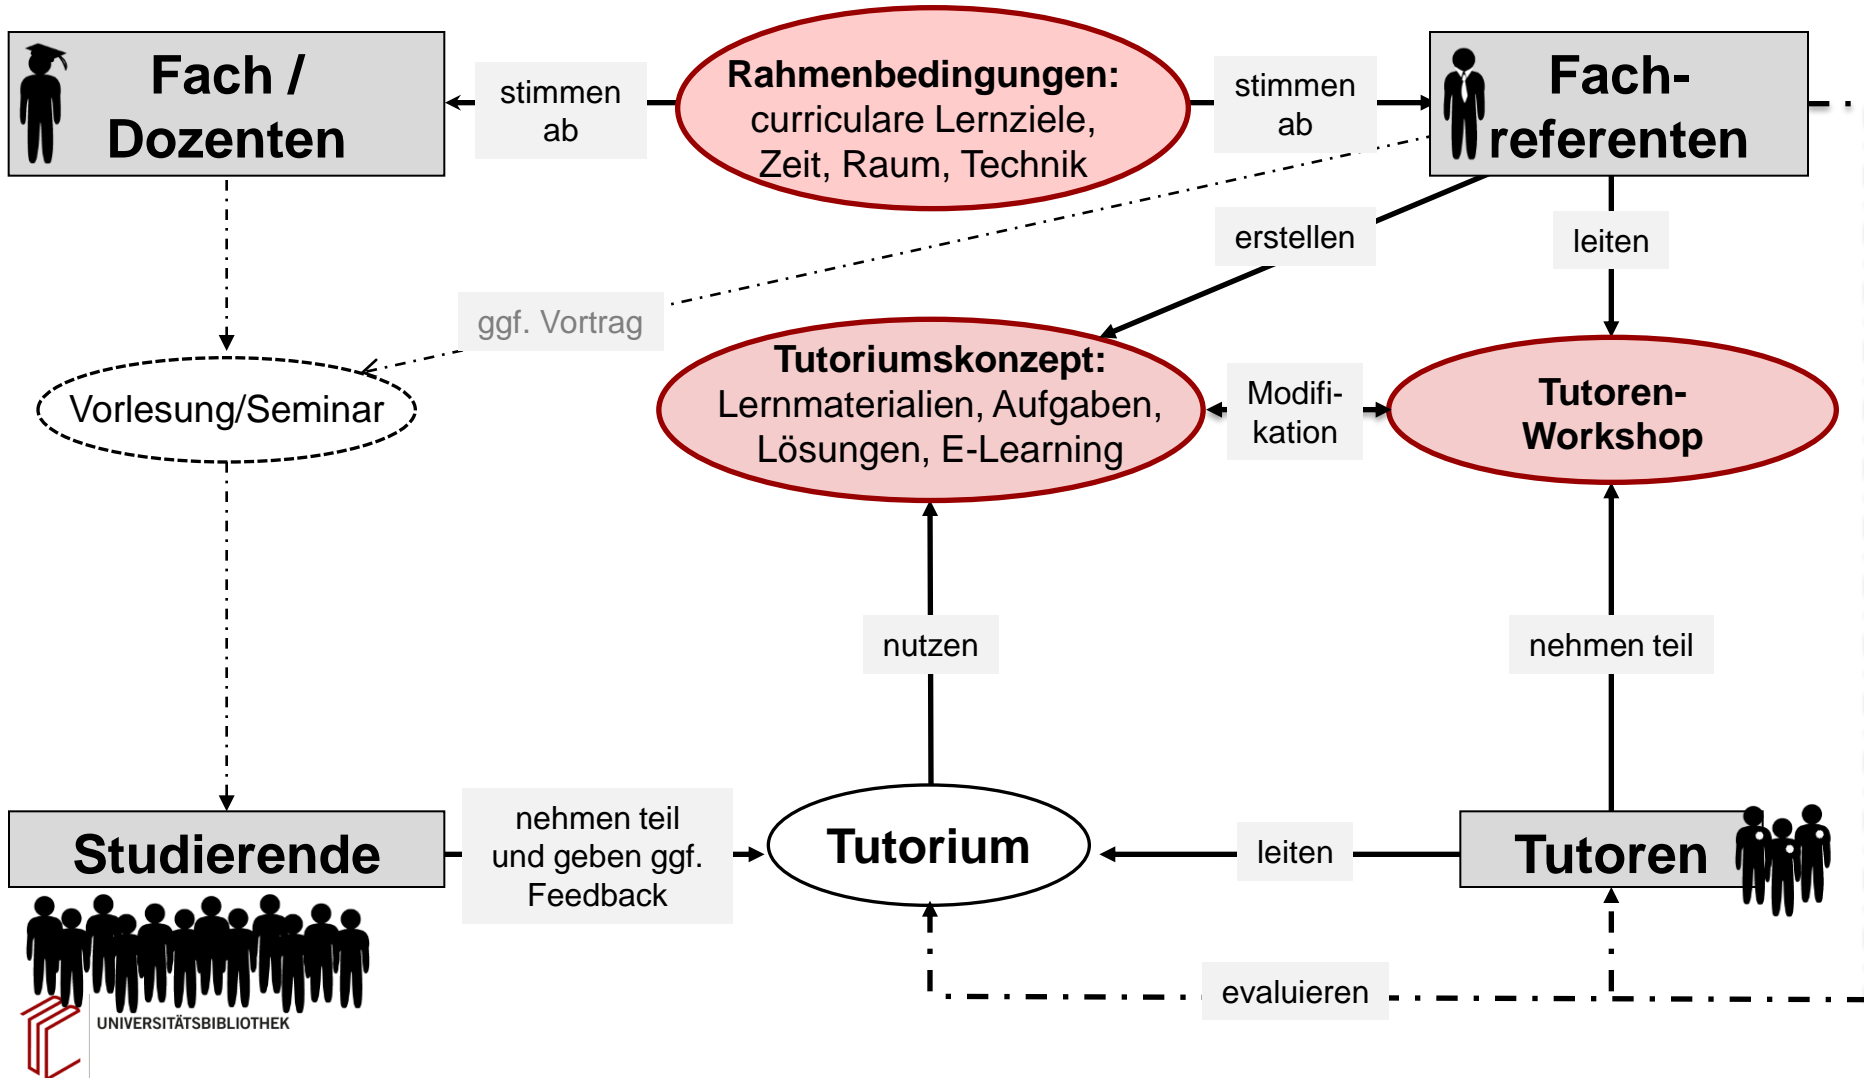 Fach /
Dozenten
stimmen
ab
Rahmenbedingungen:
curriculare Lernziele,
Zeit, Raum, Technik
stimmen
ab
Fach-
referenten
erstellen
leiten
ggf. Vortrag
Vorlesung/Seminar
Tutoriumskonzept:
Lernmaterialien, Aufgaben,
Lösungen, E-Learning
Modifi-
kation
Tutoren-
Workshop
nutzen
nehmen teil
Studierende
nehmen teil
und geben ggf.
Feedback
Tutorium
leiten
Tutoren
evaluieren
UNIVERSITÄTSBIBLIOTHEK